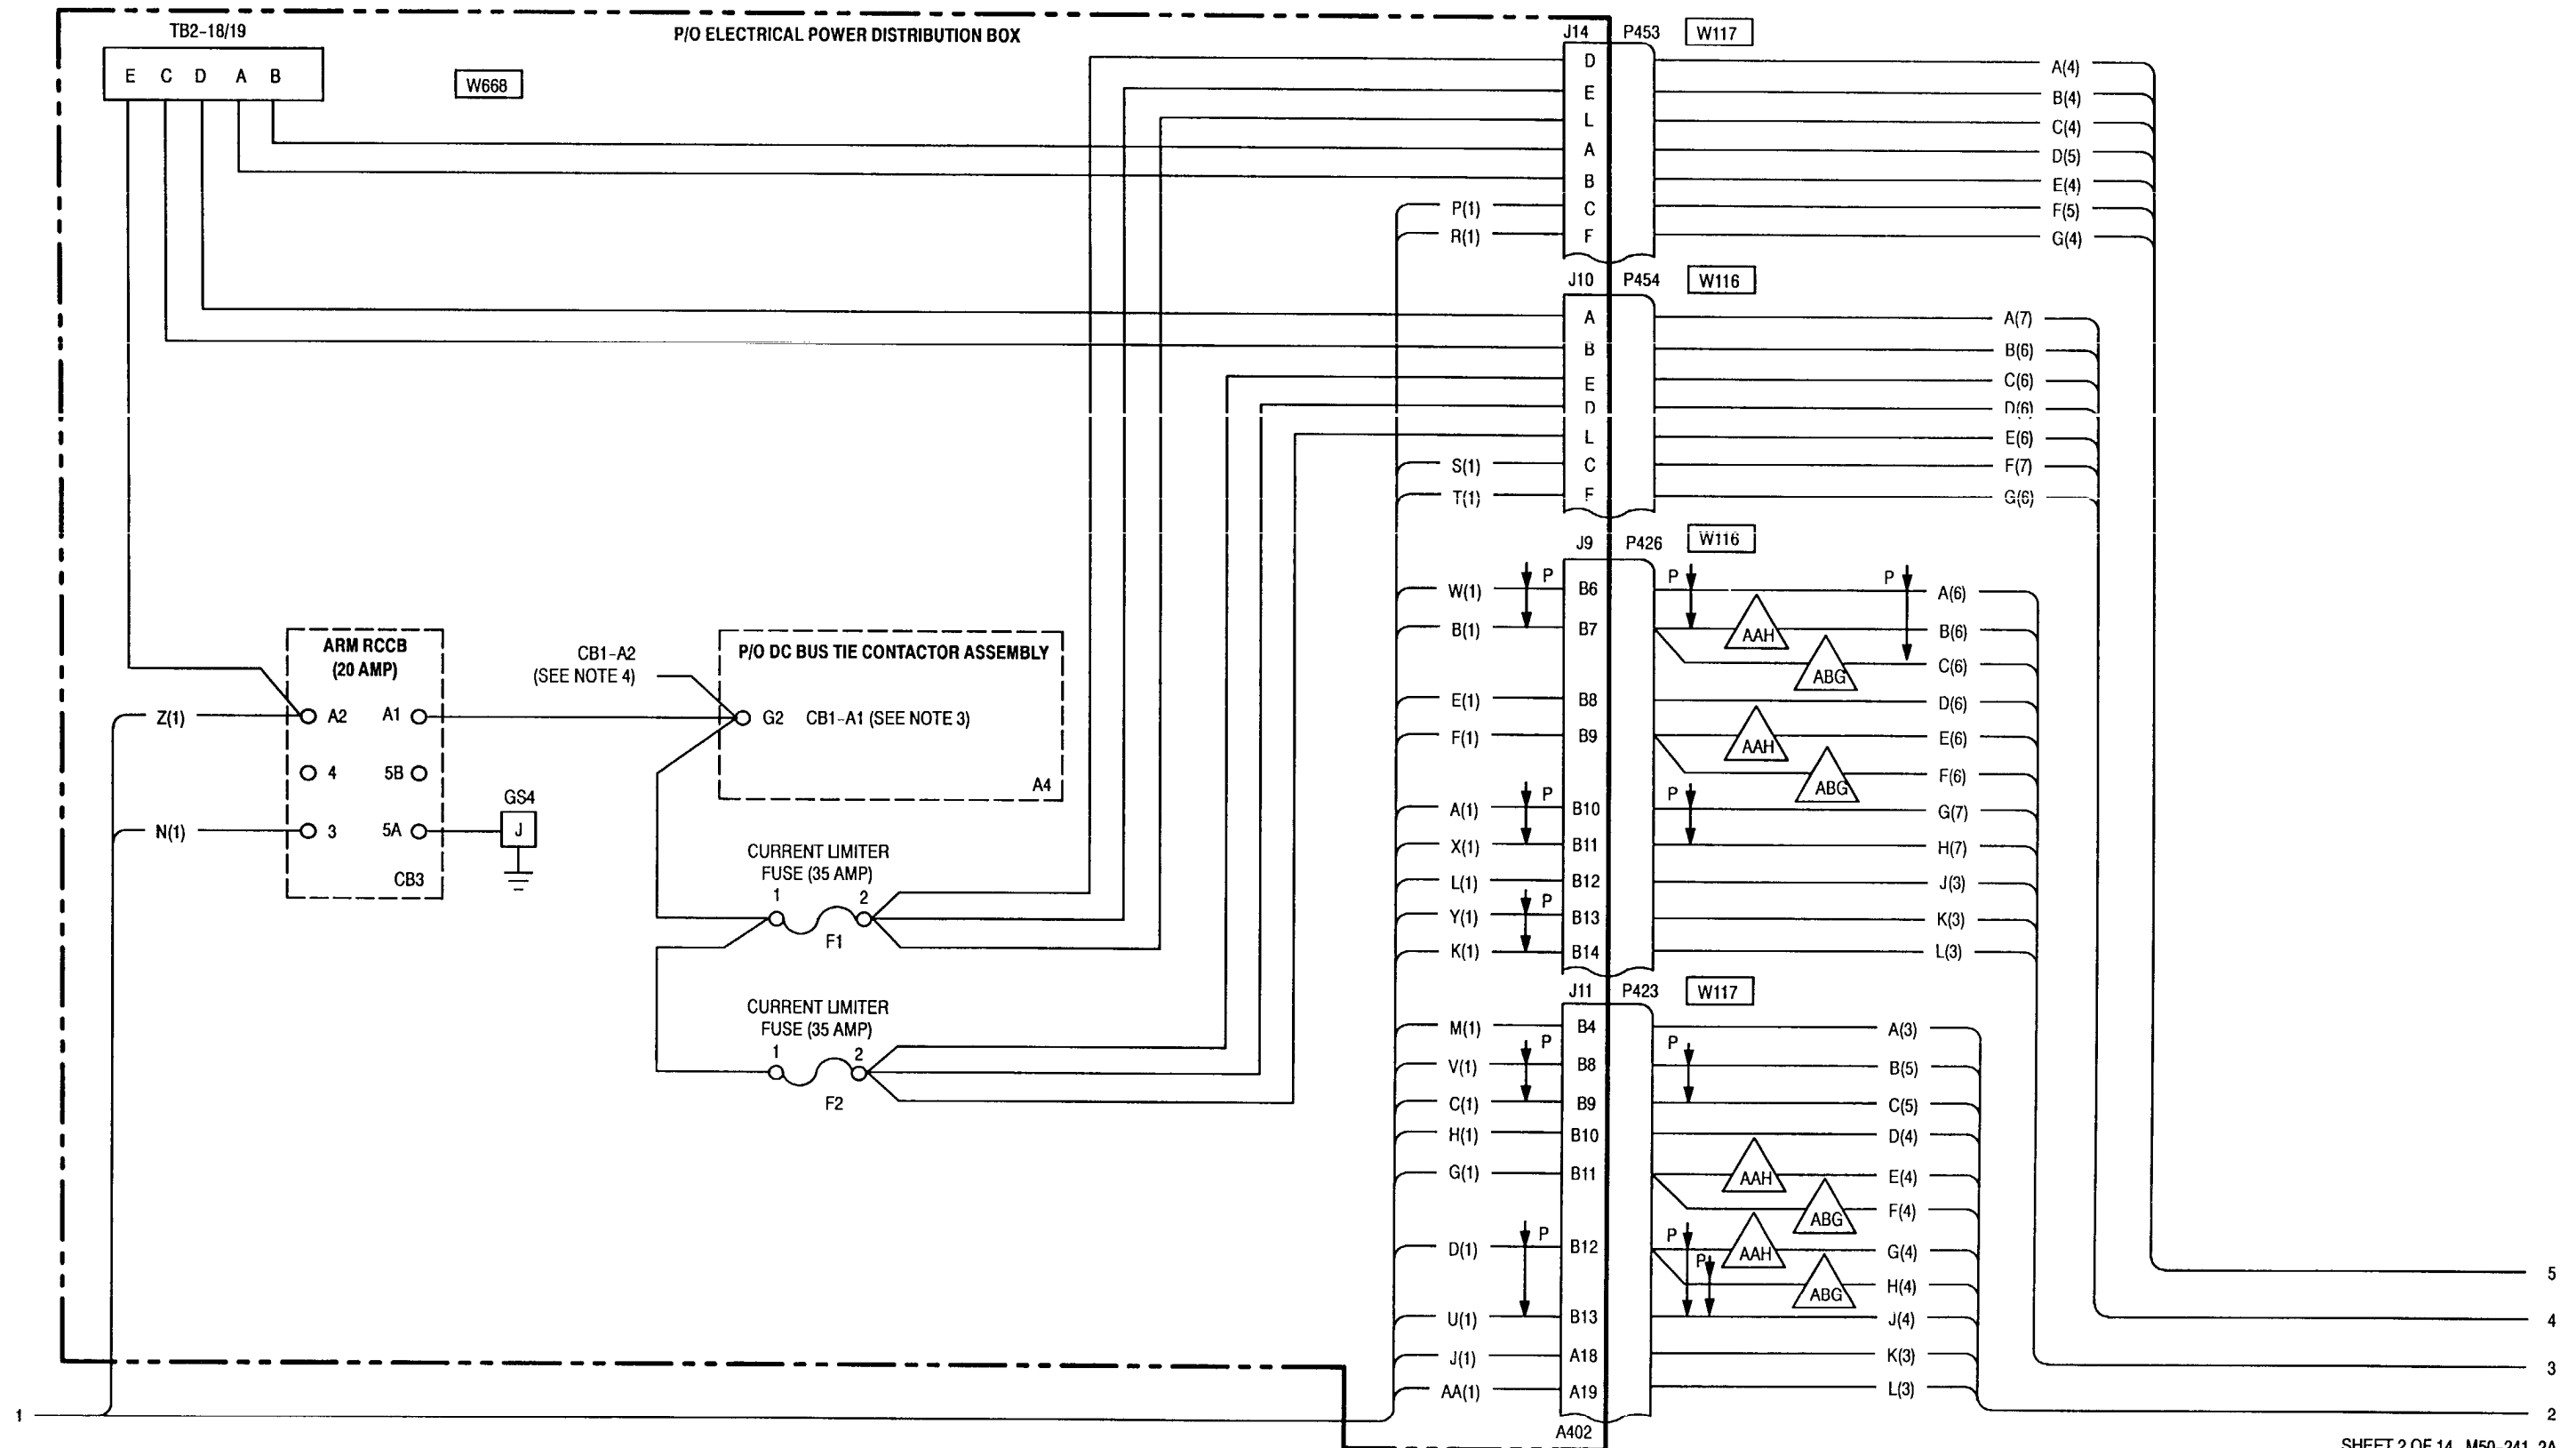 P/O ELECTRICAL POWER DISTRIBUTION BOX
TB2-18/19
E C D A B
W668
J14 P453 W117
D A(4)
E B(4)
L C(4)
A D(5)
B E(4)
P(1) C F(5)
R(1) F G(4)
J10 P454 W116
A A(7)
B B(6)
E C(6)
D D(6)
L E(6)
S(1) C F(7)
T(1) F G(6)
J9 P426 W116
P P P
W(1) B6 A(6)
B(1) B7 AAH B(6)
ABG C(6)
E(1) B8 D(6)
F(1) B9 AAH E(6)
ABG F(6)
P P
A(1) B10 G(7)
X(1) B11 H(7)
L(1) B12 J(3)
P
Y(1) B13 K(3)
K(1) B14 L(3)
J11 P423 W117
M(1) B4 A(3)
P P
V(1) B8 B(5)
C(1) B9 C(5)
H(1) B10 D(4)
G(1) B11 AAH E(4)
ABG F(4)
P P
D(1) B12 AAH G(4)
P ABG H(4)
U(1) B13 J(4)
J(1) A18 K(3)
AA(1) A19 L(3)
A402
ARM RCCB
(20 AMP)
Z(1) A2 A1
4 5B
N(1) 3 5A
CB3
GS4
J
CB1-A2
(SEE NOTE 4)
P/O DC BUS TIE CONTACTOR ASSEMBLY
G2 CB1-A1 (SEE NOTE 3)
A4
CURRENT LIMITER
FUSE (35 AMP)
1 2
F1
CURRENT LIMITER
FUSE (35 AMP)
1 2
F2
5
4
3
1
2
SHEET 2 OF 14 M50-241_2A